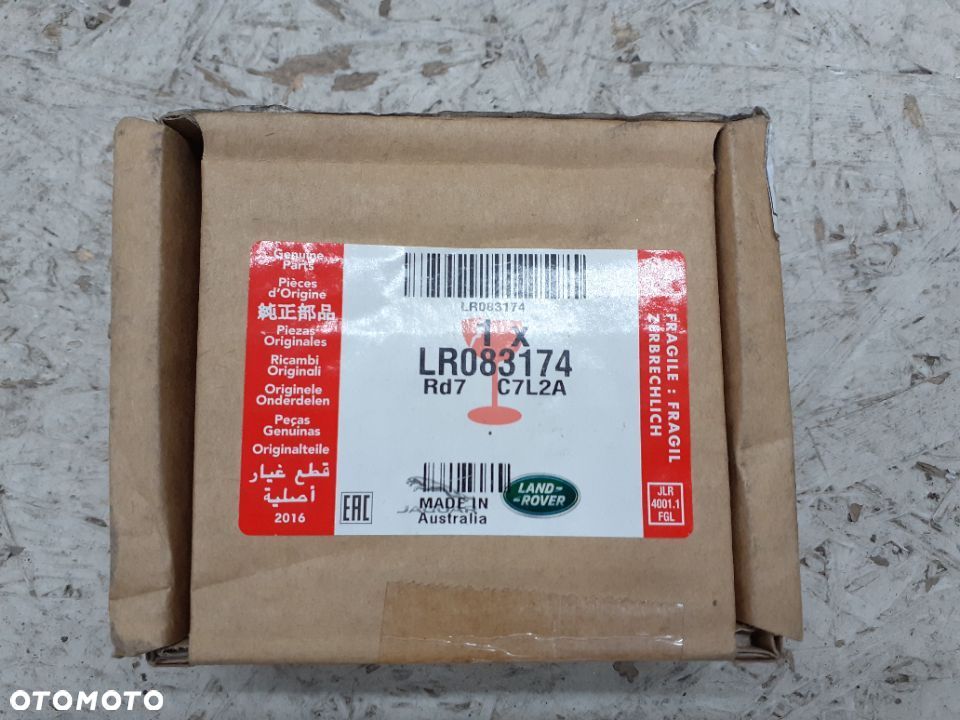 Genuine
Parts
Pièces
d'Origine
純正部品
Piezas
Originales
Ricambi
Originali
Originele
Onderdelen
Peças
Genuinas
Originalteile
قطع غيار
أصلية
2016
LR083174
1 x
LR083174
Rd7 C7L2A
EAC
JAGUAR
MADE IN
Australia
LAND-
-ROVER
FRAGILE : FRAGIL
ZERBRECHLICH
JLR
4001.1
FGL
OTOMOTO